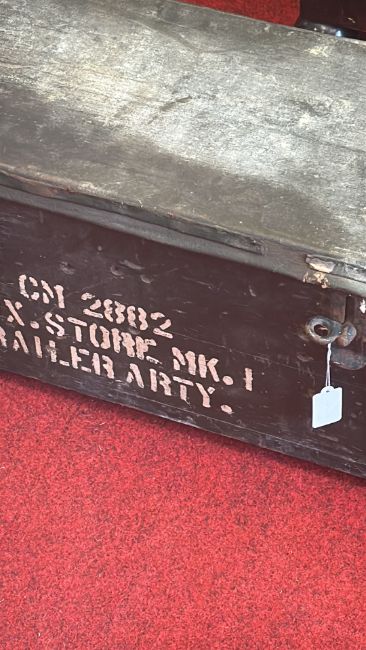 CM 2882
X. STORE MK. I
RAILER ARTY.